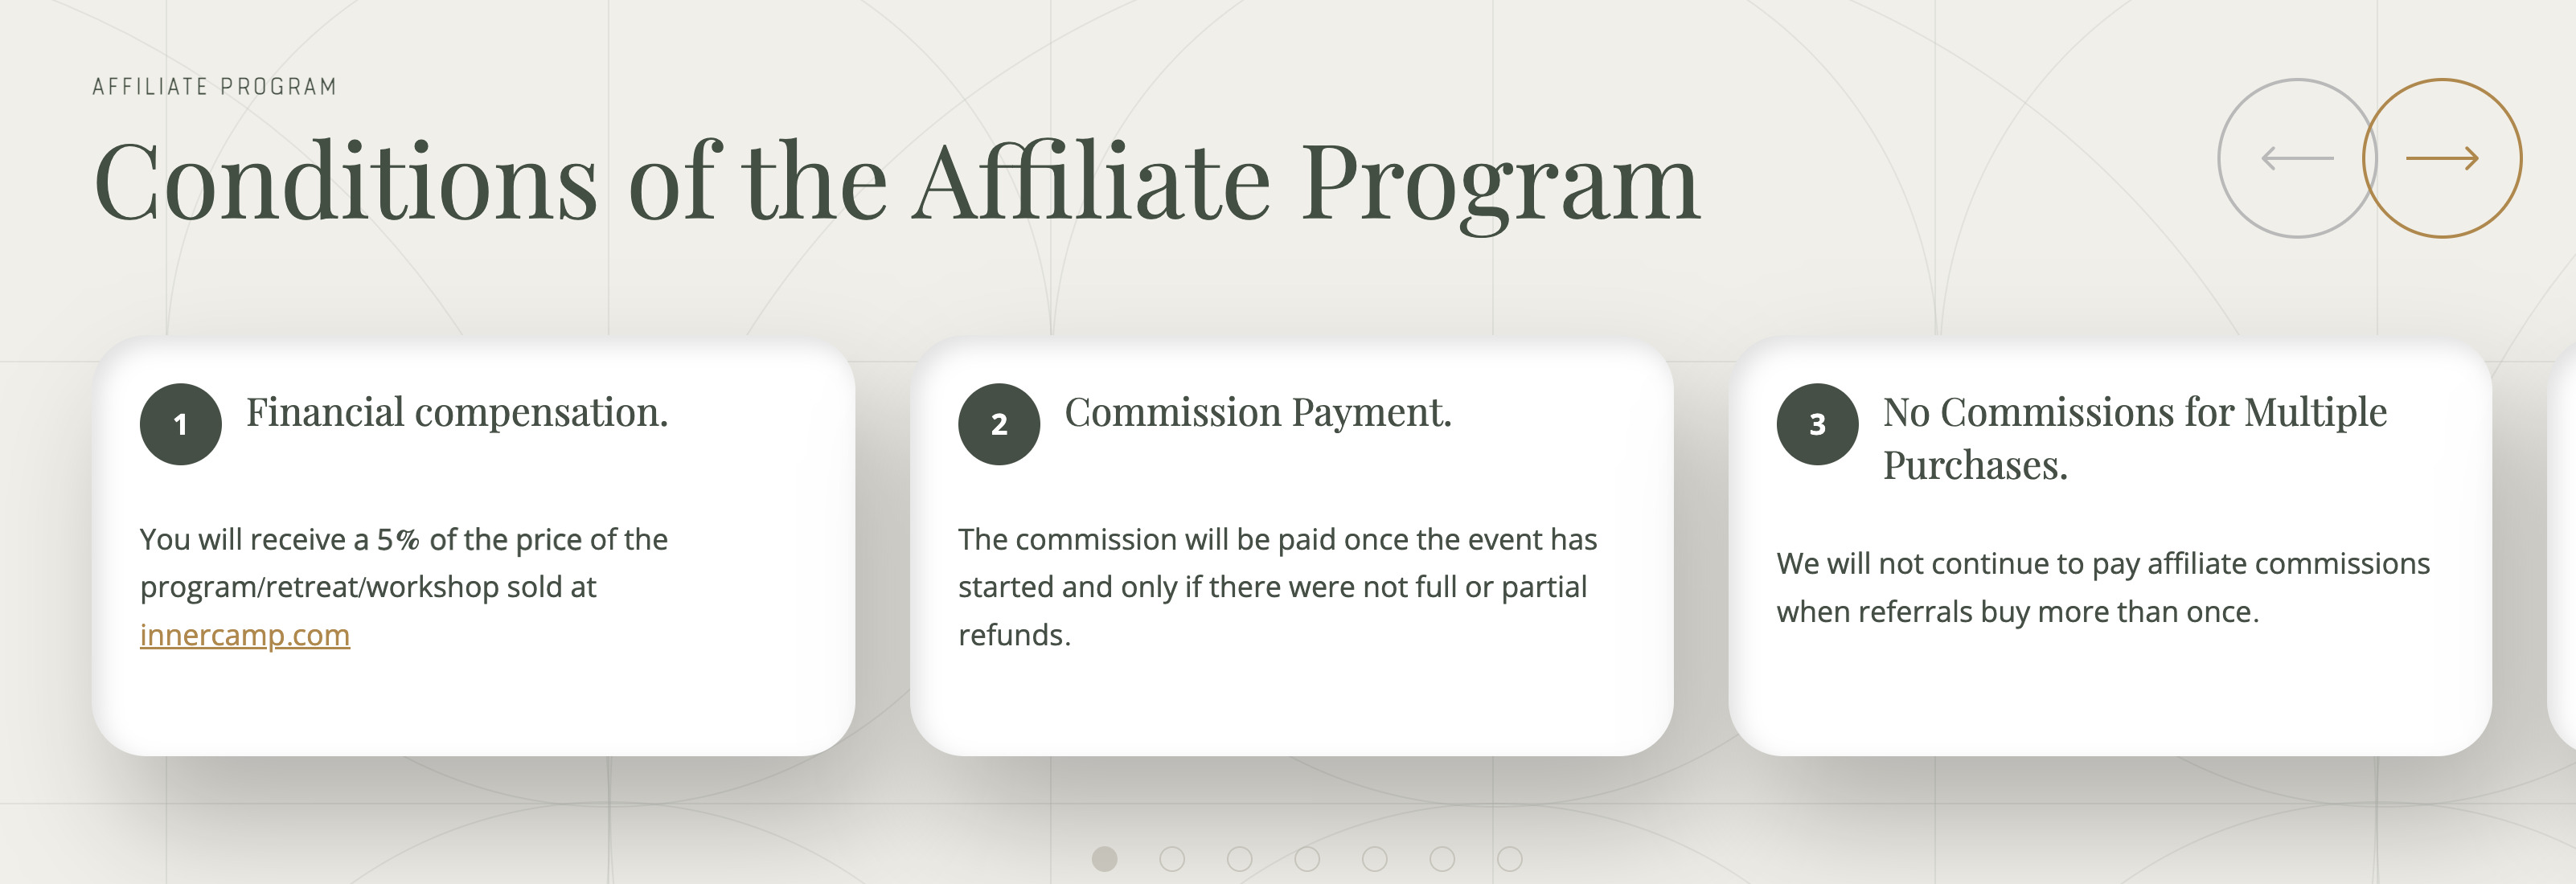 AFFILIATE PROGRAM
Conditions of the Affiliate Program
1
Financial compensation.
You will receive a 5% of the price of the
program/retreat/workshop sold at
innercamp.com
2
Commission Payment.
The commission will be paid once the event has
started and only if there were not full or partial
refunds.
3
No Commissions for Multiple
Purchases.
We will not continue to pay affiliate commissions
when referrals buy more than once.